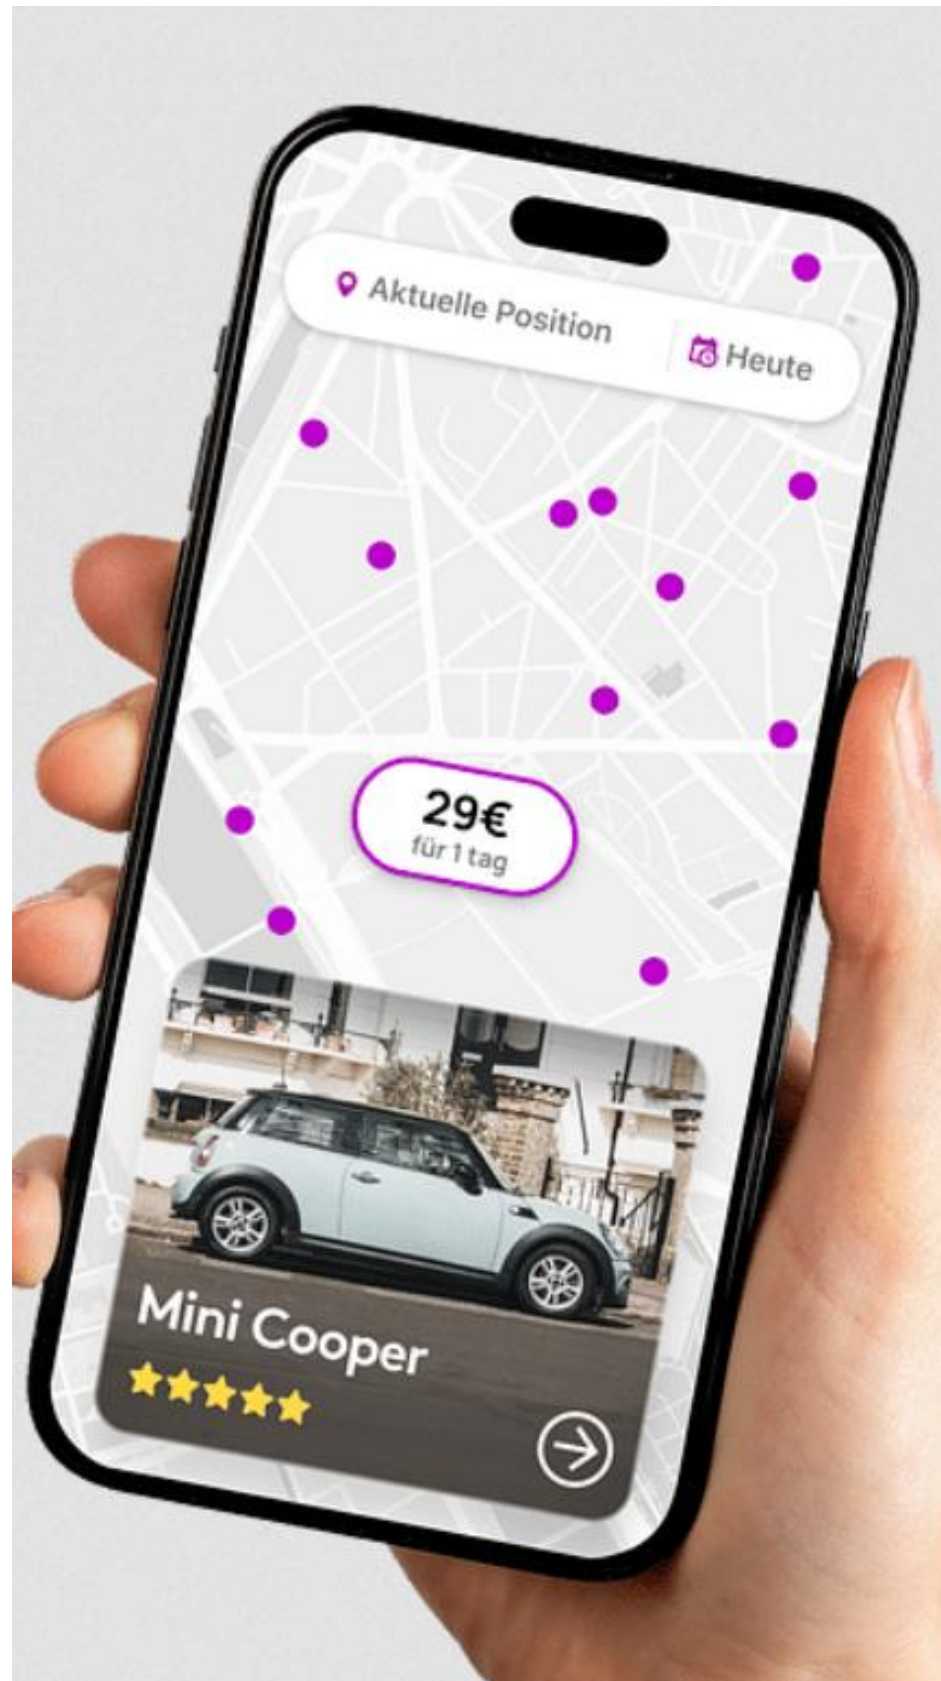 Aktuelle Position
Heute
29€
für 1 tag
Mini Cooper